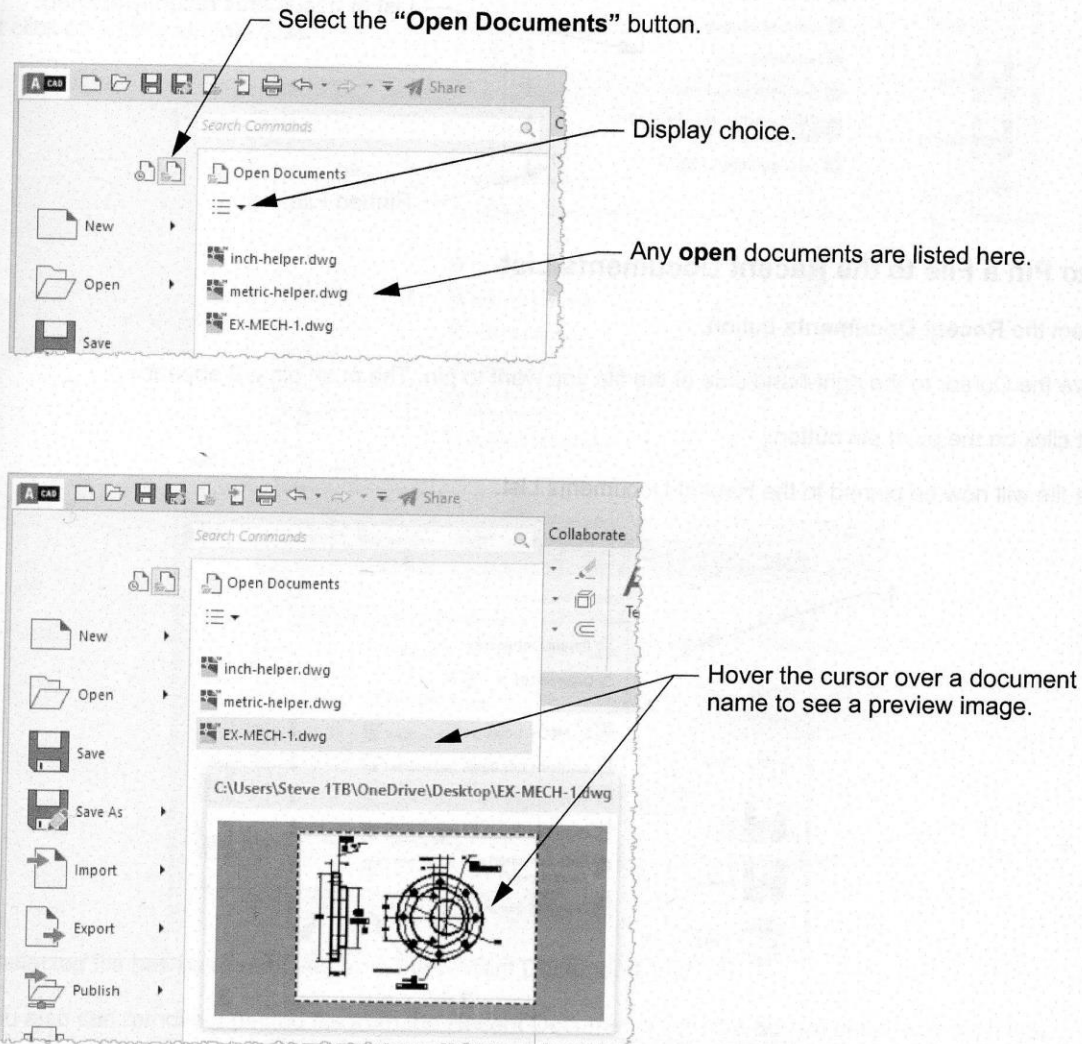 Select the “Open Documents” button.
A CAD Share
Search Commands
Display choice.
Open Documents
New
Any open documents are listed here.
inch-helper.dwg
Open
metric-helper.dwg
EX-MECH-1.dwg
Save
A CAD Share
Search Commands
Collaborate
Open Documents
Te
New
inch-helper.dwg
Hover the cursor over a document
name to see a preview image.
Open
metric-helper.dwg
EX-MECH-1.dwg
Save
C:\Users\Steve 1TB\OneDrive\Desktop\EX-MECH-1.dwg
Save As
Import
Export
Publish